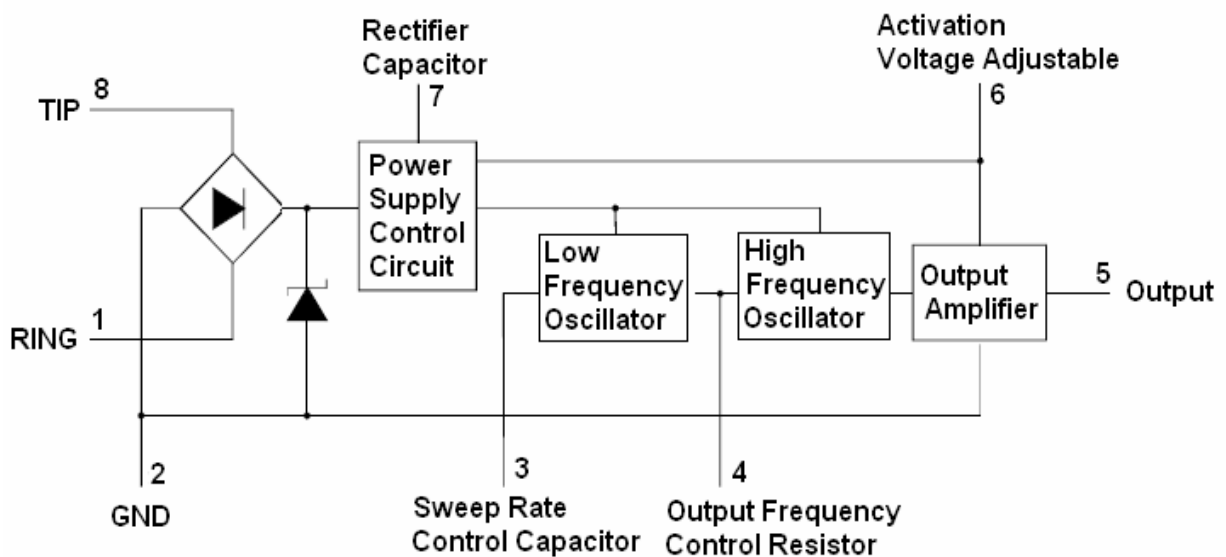 Rectifier
Capacitor
7
Activation
Voltage Adjustable
6
8
TIP
Power
Supply
Control
Circuit
Low
Frequency
Oscillator
High
Frequency
Oscillator
Output
Amplifier
5
Output
1
RING
2
GND
3
Sweep Rate
Control Capacitor
4
Output Frequency
Control Resistor